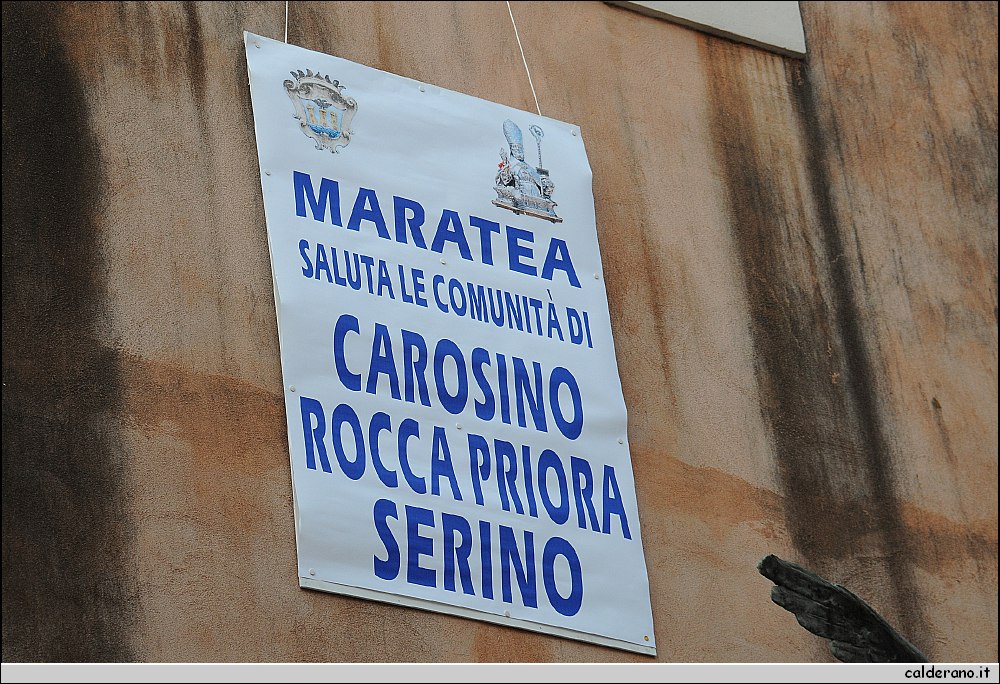 MARATEA
SALUTA LE COMUNITÀ DI
CAROSINO
ROCCA PRIORA
SERINO
calderano.it